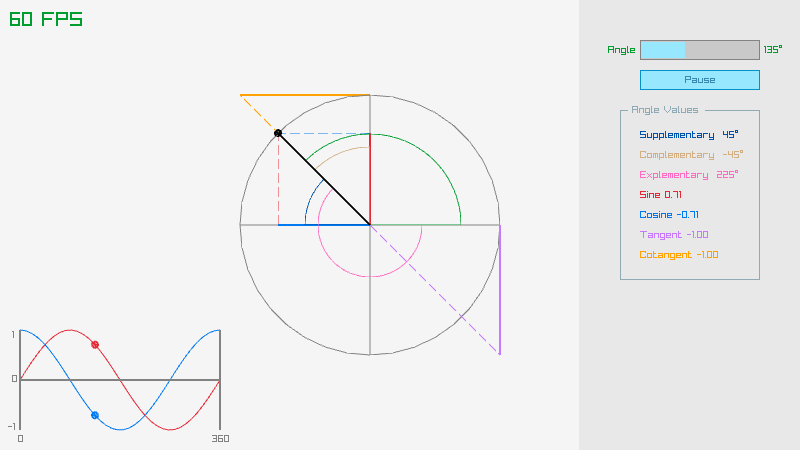 60 FPS
Angle 135°
Pause
Angle Values
Supplementary 45°
Complementary -45°
Explementary 225°
Sine 0.71
Cosine -0.71
Tangent -1.00
Cotangent -1.00
1
0
-1
0 360